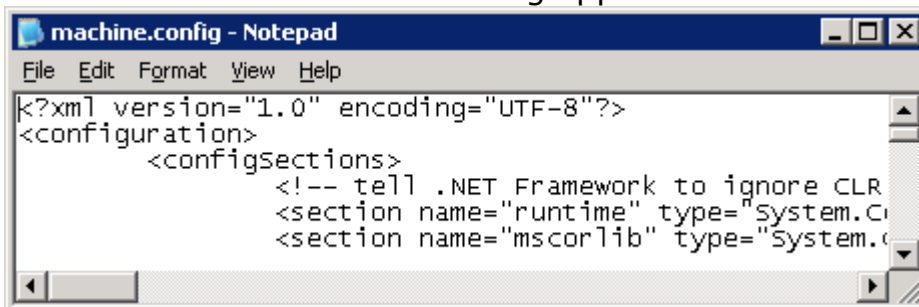 machine.config - Notepad
File Edit Format View Help
<?xml version="1.0" encoding="UTF-8"?>
<configuration>
<configSections>
<!-- tell .NET Framework to ignore CLR
<section name="runtime" type="System.C
<section name="mscorlib" type="System.